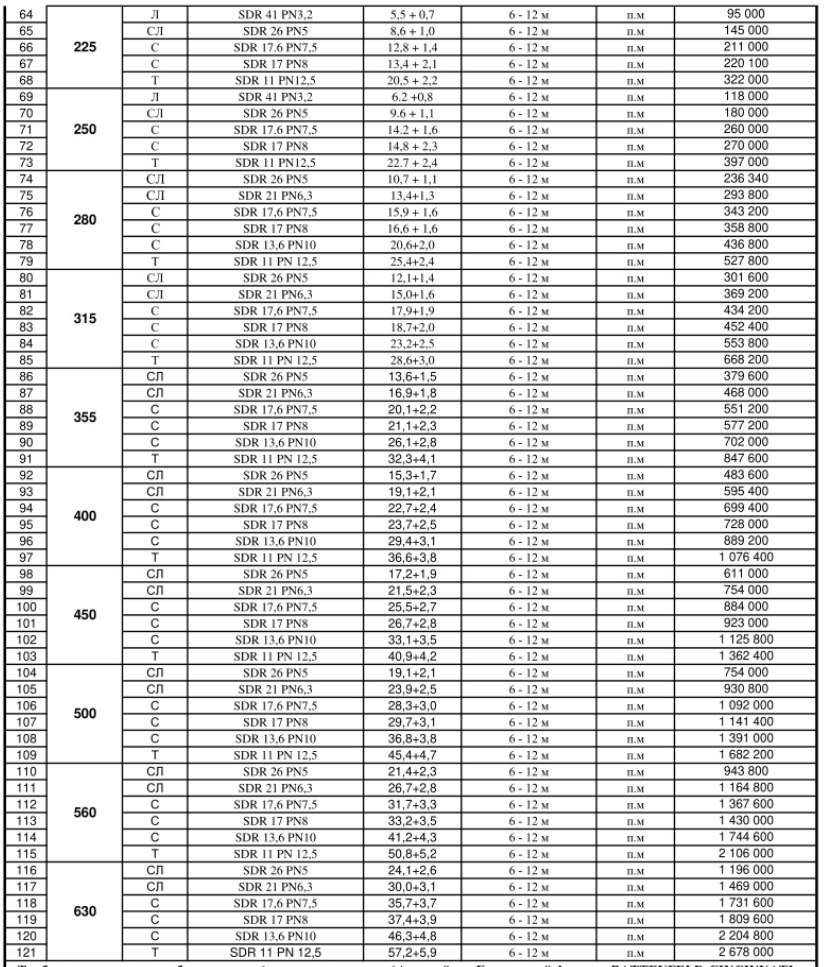 64 Л SDR 41 PN3,2 5,5 + 0,7 6 - 12 м п.м 95 000
65 СЛ SDR 26 PN5 8,6 + 1,0 6 - 12 м п.м 145 000
66 225 С SDR 17.6 PN7,5 12,8 + 1,4 6 - 12 м п.м 211 000
67 С SDR 17 PN8 13,4 + 2,1 6 - 12 м п.м 220 100
68 Т SDR 11 PN12,5 20,5 + 2,2 6 - 12 м п.м 322 000
69 Л SDR 41 PN3,2 6.2 +0,8 6 - 12 м п.м 118 000
70 СЛ SDR 26 PN5 9.6 + 1,1 6 - 12 м п.м 180 000
71 250 С SDR 17.6 PN7,5 14.2 + 1,6 6 - 12 м п.м 260 000
72 С SDR 17 PN8 14,8 + 2,3 6 - 12 м п.м 270 000
73 Т SDR 11 PN12,5 22.7 + 2,4 6 - 12 м п.м 397 000
74 СЛ SDR 26 PN5 10,7 + 1,1 6 - 12 м п.м 236 340
75 СЛ SDR 21 PN6,3 13,4+1,3 6 - 12 м п.м 293 800
76 С SDR 17,6 PN7,5 15,9 + 1,6 6 - 12 м п.м 343 200
280
77 С SDR 17 PN8 16,6 + 1,6 6 - 12 м п.м 358 800
78 С SDR 13,6 PN10 20,6+2,0 6 - 12 м п.м 436 800
79 Т SDR 11 PN 12,5 25,4+2,4 6 - 12 м п.м 527 800
80 СЛ SDR 26 PN5 12,1+1,4 6 - 12 м п.м 301 600
81 СЛ SDR 21 PN6,3 15,0+1,6 6 - 12 м п.м 369 200
82 С SDR 17,6 PN7,5 17,9+1,9 6 - 12 м п.м 434 200
315
83 С SDR 17 PN8 18,7+2,0 6 - 12 м п.м 452 400
84 С SDR 13,6 PN10 23,2+2,5 6 - 12 м п.м 553 800
85 Т SDR 11 PN 12,5 28,6+3,0 6 - 12 м п.м 668 200
86 СЛ SDR 26 PN5 13,6+1,5 6 - 12 м п.м 379 600
87 СЛ SDR 21 PN6,3 16,9+1,8 6 - 12 м п.м 468 000
88 С SDR 17,6 PN7,5 20,1+2,2 6 - 12 м п.м 551 200
355
89 С SDR 17 PN8 21,1+2,3 6 - 12 м п.м 577 200
90 С SDR 13,6 PN10 26,1+2,8 6 - 12 м п.м 702 000
91 Т SDR 11 PN 12,5 32,3+4,1 6 - 12 м п.м 847 600
92 СЛ SDR 26 PN5 15,3+1,7 6 - 12 м п.м 483 600
93 СЛ SDR 21 PN6,3 19,1+2,1 6 - 12 м п.м 595 400
94 С SDR 17,6 PN7,5 22,7+2,4 6 - 12 м п.м 699 400
400
95 С SDR 17 PN8 23,7+2,5 6 - 12 м п.м 728 000
96 С SDR 13,6 PN10 29,4+3,1 6 - 12 м п.м 889 200
97 Т SDR 11 PN 12,5 36,6+3,8 6 - 12 м п.м 1 076 400
98 СЛ SDR 26 PN5 17,2+1,9 6 - 12 м п.м 611 000
99 СЛ SDR 21 PN6,3 21,5+2,3 6 - 12 м п.м 754 000
100 С SDR 17,6 PN7,5 25,5+2,7 6 - 12 м п.м 884 000
450
101 С SDR 17 PN8 26,7+2,8 6 - 12 м п.м 923 000
102 С SDR 13,6 PN10 33,1+3,5 6 - 12 м п.м 1 125 800
103 Т SDR 11 PN 12,5 40,9+4,2 6 - 12 м п.м 1 362 400
104 СЛ SDR 26 PN5 19,1+2,1 6 - 12 м п.м 754 000
105 СЛ SDR 21 PN6,3 23,9+2,5 6 - 12 м п.м 930 800
106 С SDR 17,6 PN7,5 28,3+3,0 6 - 12 м п.м 1 092 000
500
107 С SDR 17 PN8 29,7+3,1 6 - 12 м п.м 1 141 400
108 С SDR 13,6 PN10 36,8+3,8 6 - 12 м п.м 1 391 000
109 Т SDR 11 PN 12,5 45,4+4,7 6 - 12 м п.м 1 682 200
110 СЛ SDR 26 PN5 21,4+2,3 6 - 12 м п.м 943 800
111 СЛ SDR 21 PN6,3 26,7+2,8 6 - 12 м п.м 1 164 800
112 С SDR 17,6 PN7,5 31,7+3,3 6 - 12 м п.м 1 367 600
560
113 С SDR 17 PN8 33,2+3,5 6 - 12 м п.м 1 430 000
114 С SDR 13,6 PN10 41,2+4,3 6 - 12 м п.м 1 744 600
115 Т SDR 11 PN 12,5 50,8+5,2 6 - 12 м п.м 2 106 000
116 СЛ SDR 26 PN5 24,1+2,6 6 - 12 м п.м 1 196 000
117 СЛ SDR 21 PN6,3 30,0+3,1 6 - 12 м п.м 1 469 000
118 С SDR 17,6 PN7,5 35,7+3,7 6 - 12 м п.м 1 731 600
630
119 С SDR 17 PN8 37,4+3,9 6 - 12 м п.м 1 809 600
120 С SDR 13,6 PN10 46,3+4,8 6 - 12 м п.м 2 204 800
121 Т SDR 11 PN 12,5 57,2+5,9 6 - 12 м п.м 2 678 000